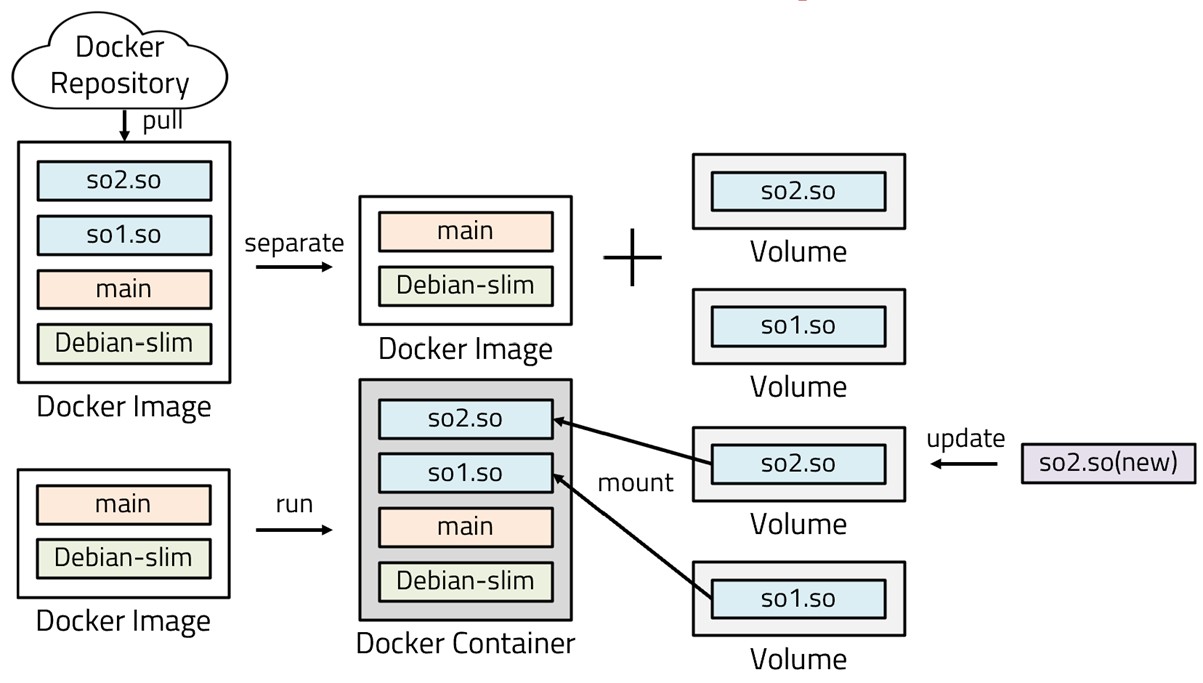 Docker
Repository
pull
so2.so
so1.so
main
Debian-slim
Docker Image
separate
main
Debian-slim
Docker Image
so2.so
Volume
so1.so
Volume
main
Debian-slim
Docker Image
run
so2.so
so1.so
main
Debian-slim
Docker Container
mount
so2.so
Volume
so1.so
Volume
update
so2.so(new)